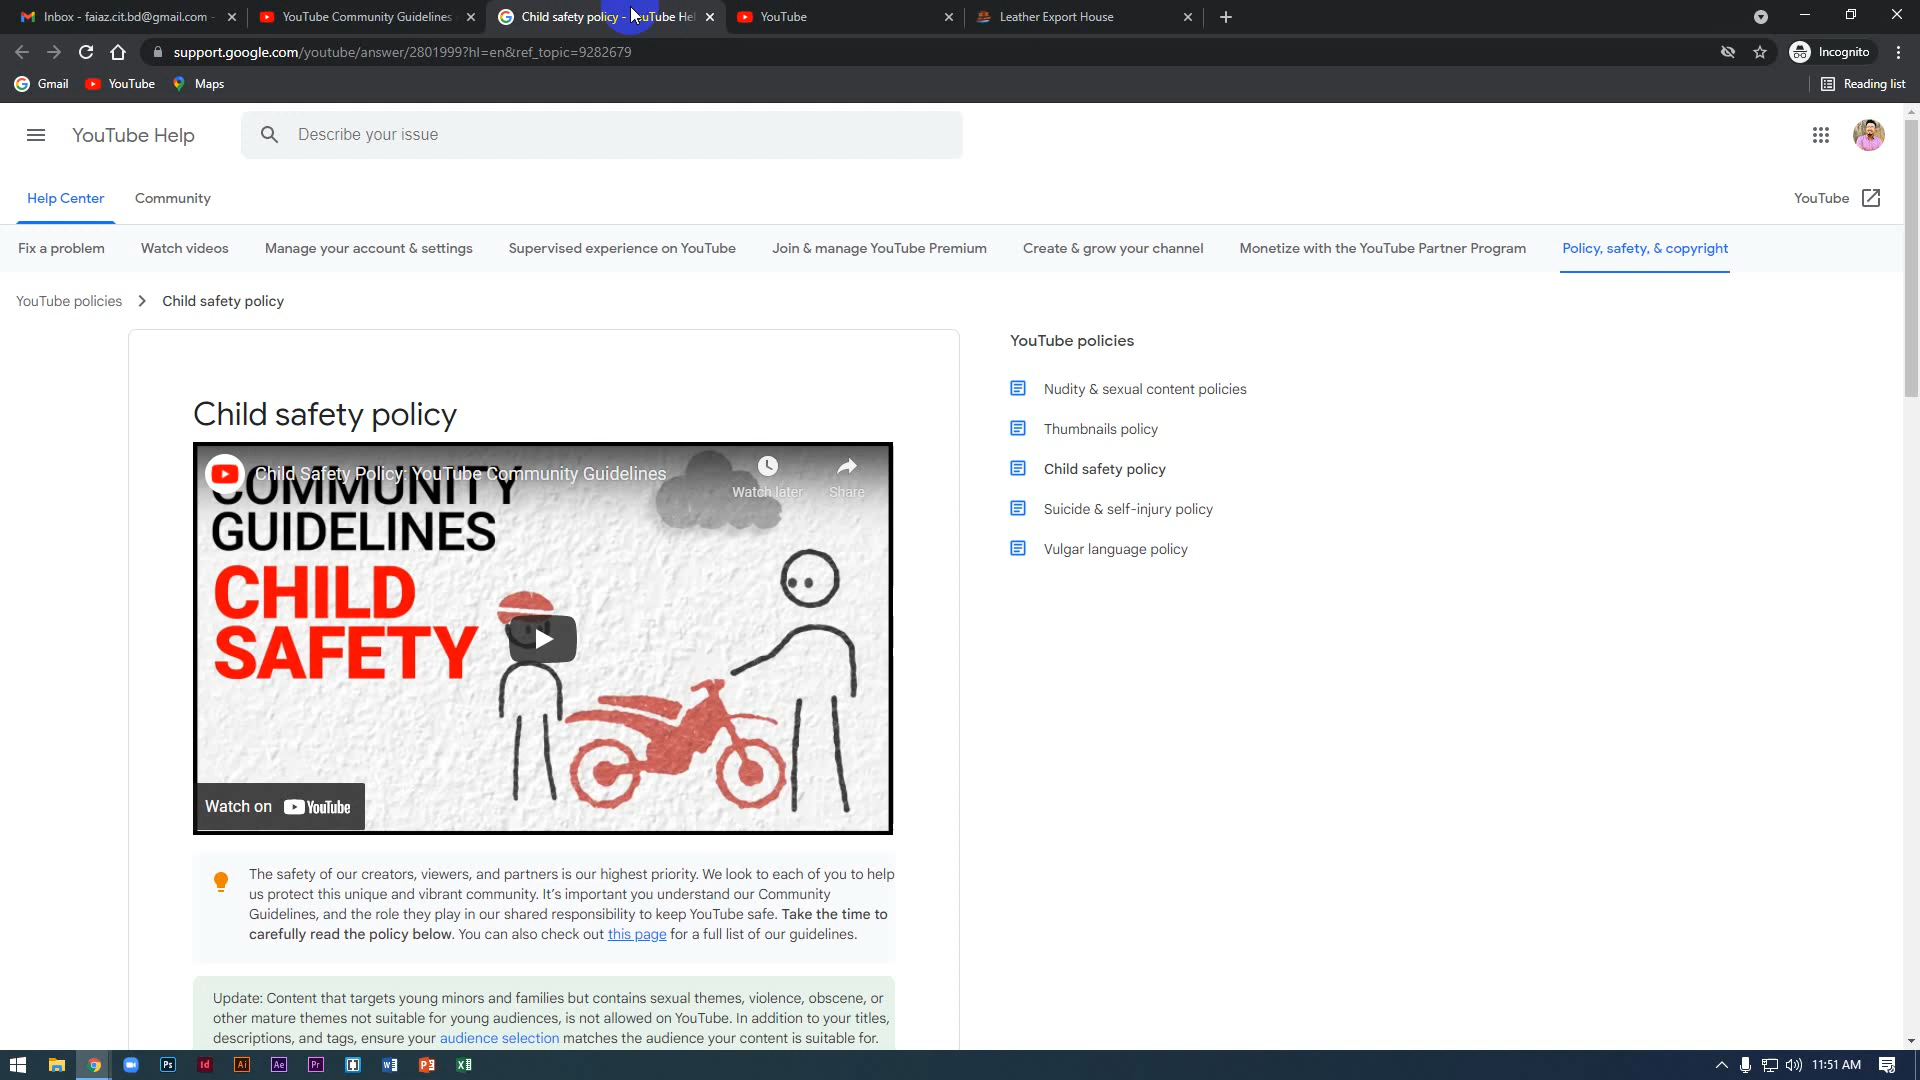 Inbox - faiaz.cit.bd@gmail.com -
YouTube Community Guidelines
Child safety policy - YouTube Hel
YouTube
Leather Export House
support.google.com/youtube/answer/2801999?hl=en&ref_topic=9282679
Incognito
Gmail
YouTube
Maps
Reading list
YouTube Help
Describe your issue
Help Center
Community
YouTube
Fix a problem
Watch videos
Manage your account & settings
Supervised experience on YouTube
Join & manage YouTube Premium
Create & grow your channel
Monetize with the YouTube Partner Program
Policy, safety, & copyright
YouTube policies
Child safety policy
Child safety policy
Child Safety Policy: YouTube Community Guidelines
Watch later
Share
COMMUNITY
GUIDELINES
CHILD
SAFETY
Watch on YouTube
The safety of our creators, viewers, and partners is our highest priority. We look to each of you to help
us protect this unique and vibrant community. It's important you understand our Community
Guidelines, and the role they play in our shared responsibility to keep YouTube safe. Take the time to
carefully read the policy below. You can also check out this page for a full list of our guidelines.
Update: Content that targets young minors and families but contains sexual themes, violence, obscene, or
other mature themes not suitable for young audiences, is not allowed on YouTube. In addition to your titles,
descriptions, and tags, ensure your audience selection matches the audience your content is suitable for.
YouTube policies
Nudity & sexual content policies
Thumbnails policy
Child safety policy
Suicide & self-injury policy
Vulgar language policy
Ps
Id
Ai
Ae
Pr
11:51 AM